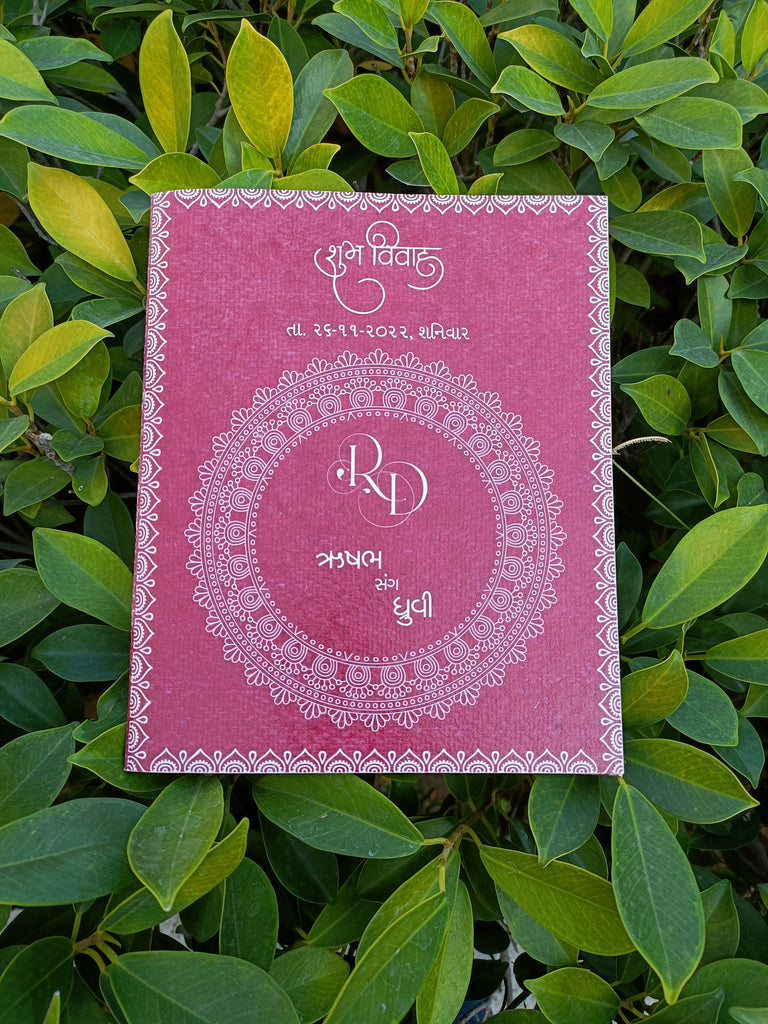 शुभ विवाह
તા. ૨૬-૧૧-૨૦૨૨, શનિવાર
RD
ઋષભ
સંગ
ધ્રુવી